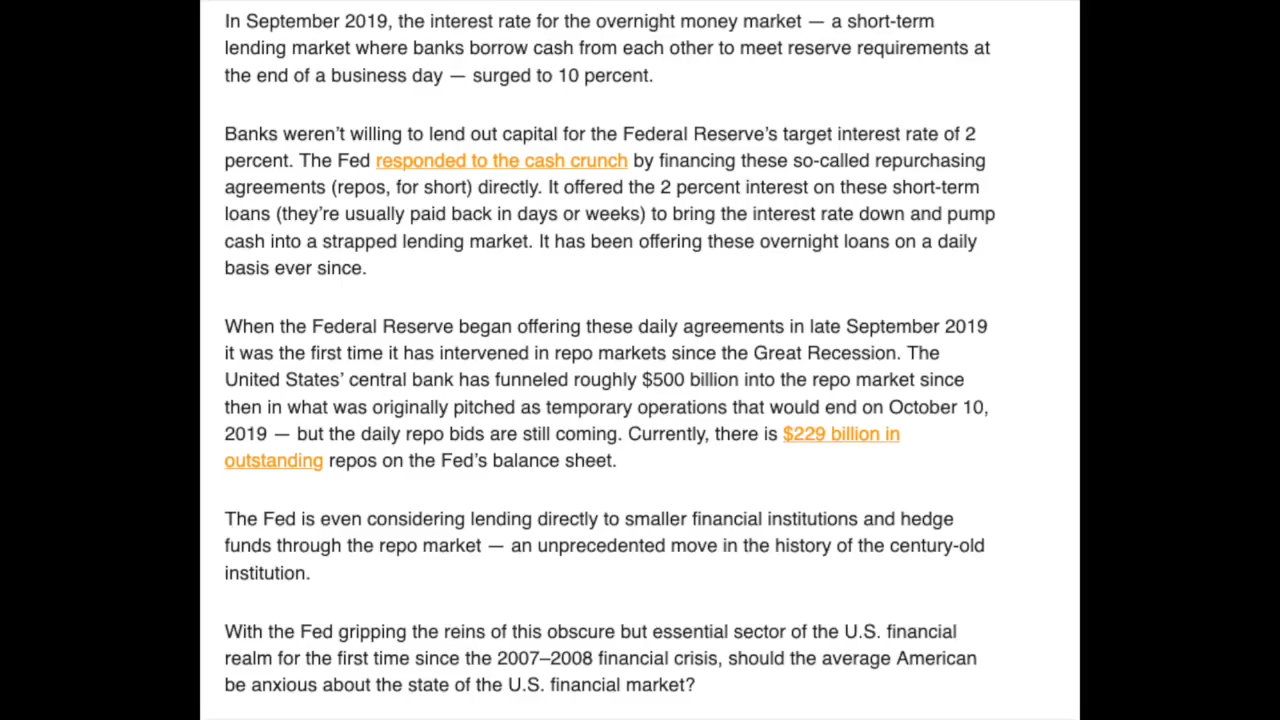 In September 2019, the interest rate for the overnight money market — a short-term
lending market where banks borrow cash from each other to meet reserve requirements at
the end of a business day — surged to 10 percent.
Banks weren’t willing to lend out capital for the Federal Reserve’s target interest rate of 2
percent. The Fed responded to the cash crunch by financing these so-called repurchasing
agreements (repos, for short) directly. It offered the 2 percent interest on these short-term
loans (they’re usually paid back in days or weeks) to bring the interest rate down and pump
cash into a strapped lending market. It has been offering these overnight loans on a daily
basis ever since.
When the Federal Reserve began offering these daily agreements in late September 2019
it was the first time it has intervened in repo markets since the Great Recession. The
United States’ central bank has funneled roughly $500 billion into the repo market since
then in what was originally pitched as temporary operations that would end on October 10,
2019 — but the daily repo bids are still coming. Currently, there is $229 billion in
outstanding repos on the Fed’s balance sheet.
The Fed is even considering lending directly to smaller financial institutions and hedge
funds through the repo market — an unprecedented move in the history of the century-old
institution.
With the Fed gripping the reins of this obscure but essential sector of the U.S. financial
realm for the first time since the 2007–2008 financial crisis, should the average American
be anxious about the state of the U.S. financial market?